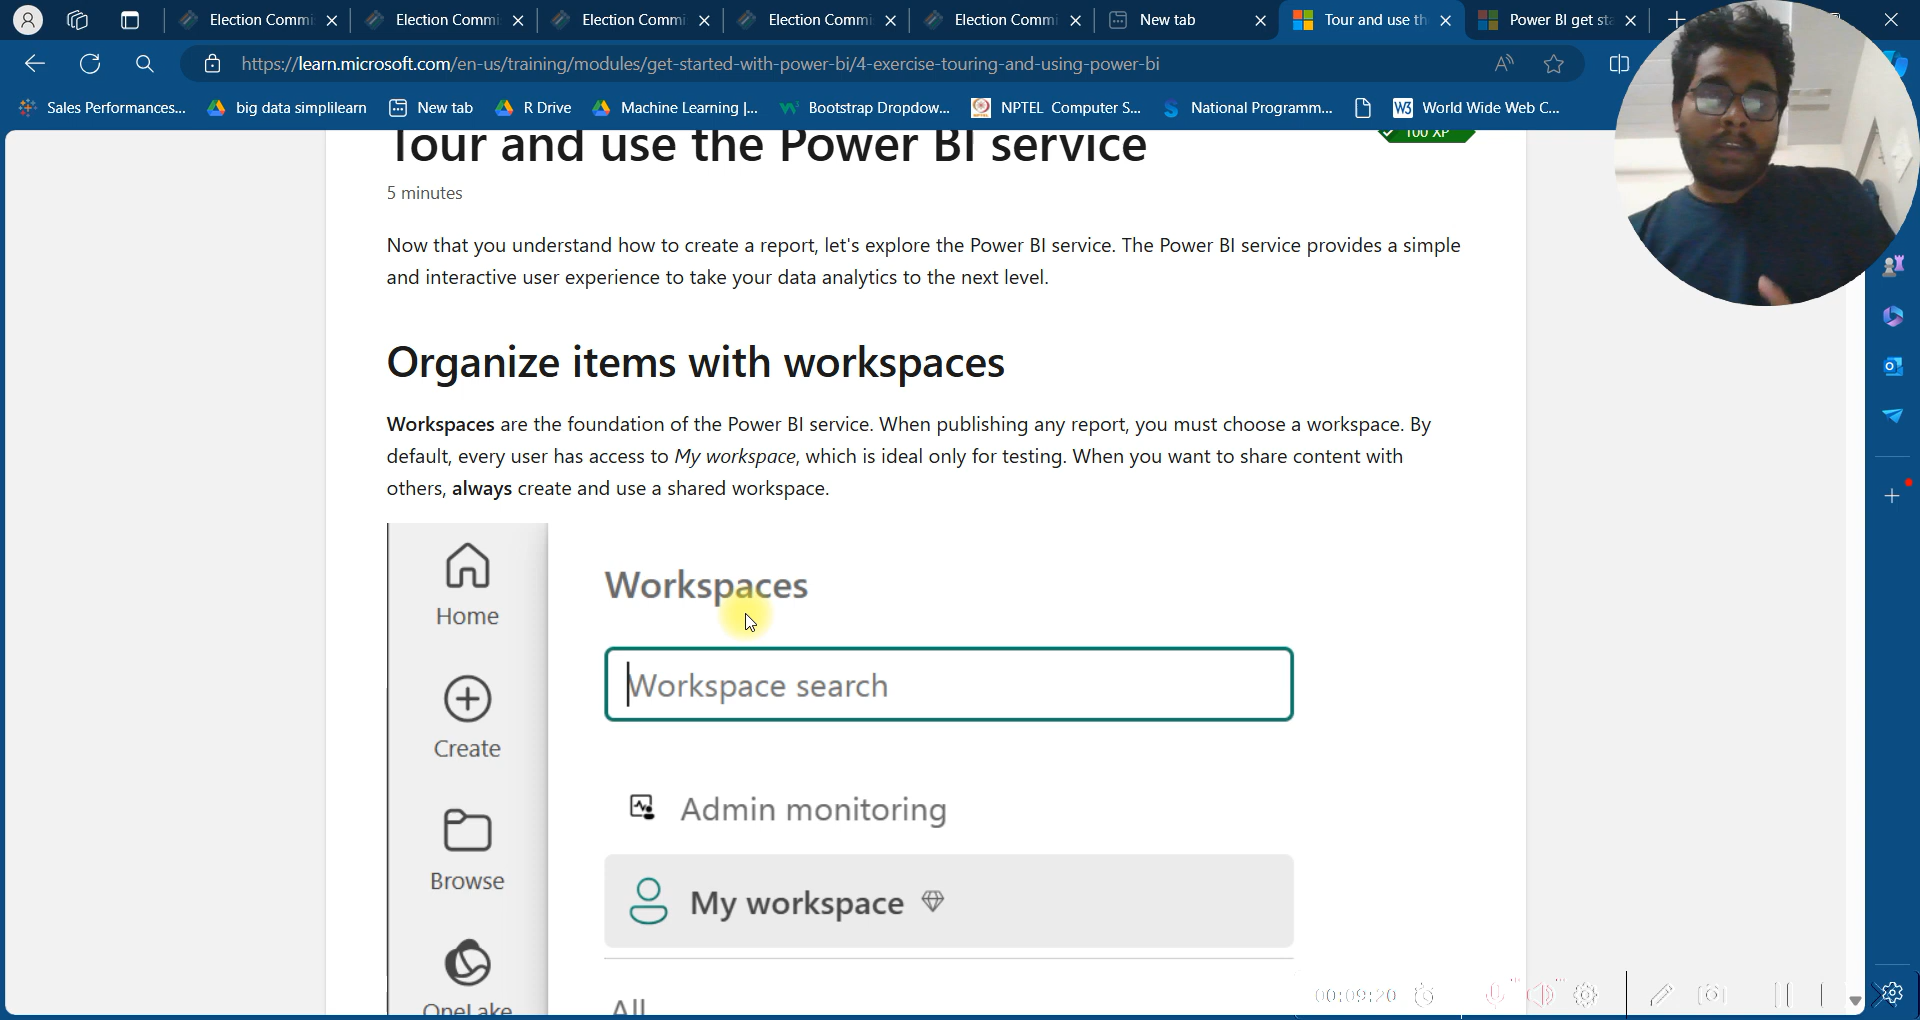 Election Commi
Election Commi
Election Commi
Election Commi
Election Commi
New tab
Tour and use th
Power BI get sta
https://learn.microsoft.com/en-us/training/modules/get-started-with-power-bi/4-exercise-touring-and-using-power-bi
Sales Performances...
big data simplilearn
New tab
R Drive
Machine Learning |...
Bootstrap Dropdow...
NPTEL Computer S...
National Programm...
W3 World Wide Web C...
Tour and use the Power BI service
100 XP
5 minutes
Now that you understand how to create a report, let's explore the Power BI service. The Power BI service provides a simple
and interactive user experience to take your data analytics to the next level.
Organize items with workspaces
Workspaces are the foundation of the Power BI service. When publishing any report, you must choose a workspace. By
default, every user has access to My workspace, which is ideal only for testing. When you want to share content with
others, always create and use a shared workspace.
Home
Workspaces
Workspace search
Create
Admin monitoring
Browse
My workspace
OneLake
All
00:09:20